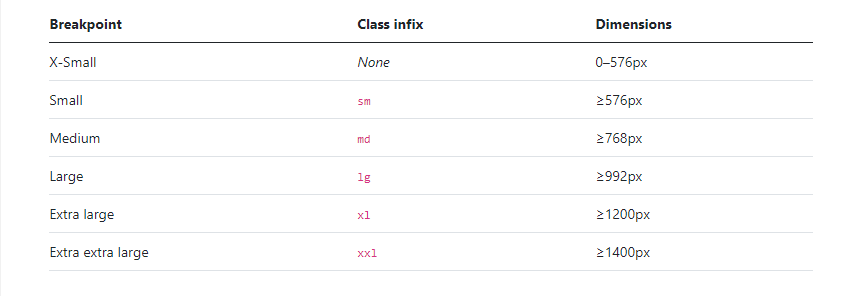 Breakpoint Class infix Dimensions
X-Small None 0–576px
Small sm ≥576px
Medium md ≥768px
Large lg ≥992px
Extra large xl ≥1200px
Extra extra large xxl ≥1400px